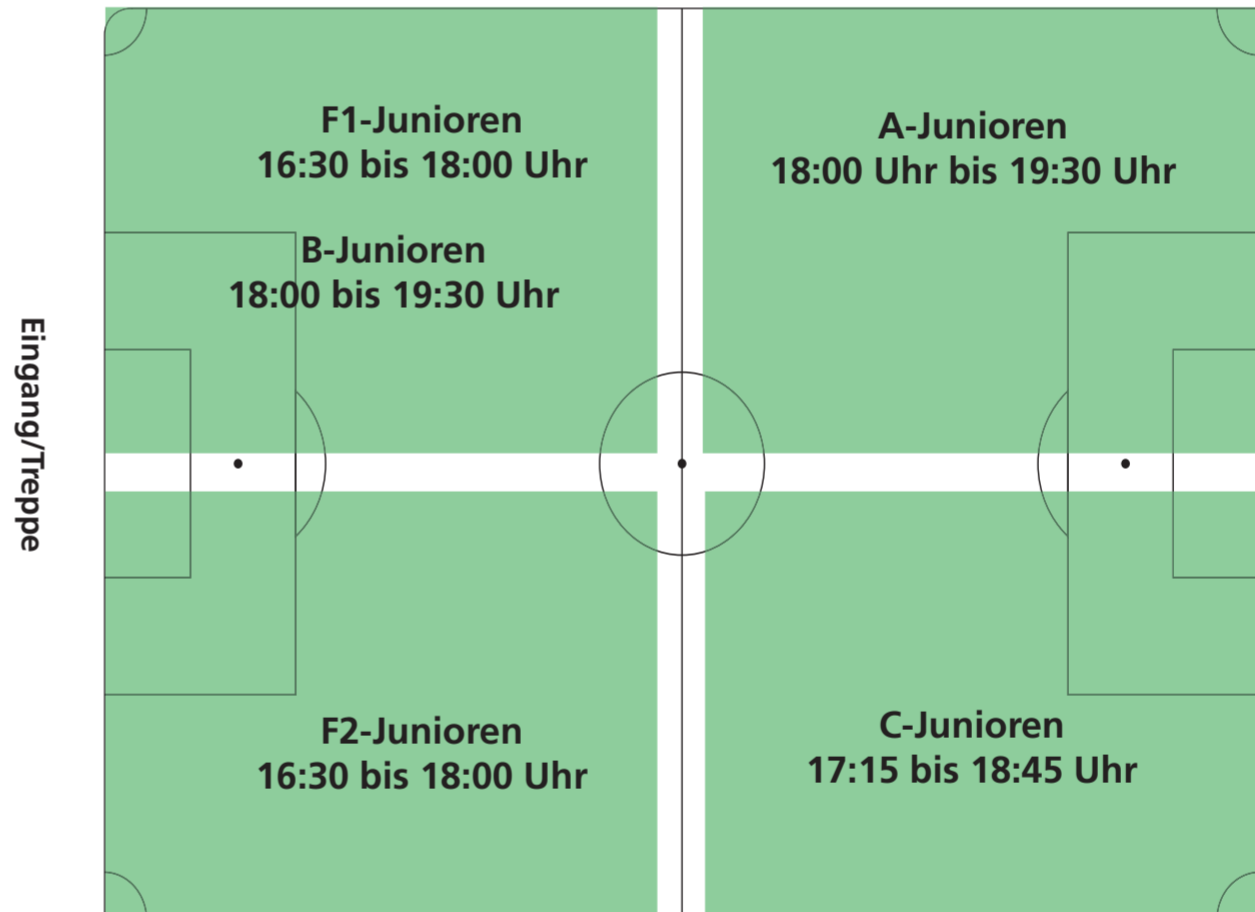 Eingang/Treppe
F1-Junioren
16:30 bis 18:00 Uhr
B-Junioren
18:00 bis 19:30 Uhr
A-Junioren
18:00 Uhr bis 19:30 Uhr
F2-Junioren
16:30 bis 18:00 Uhr
C-Junioren
17:15 bis 18:45 Uhr